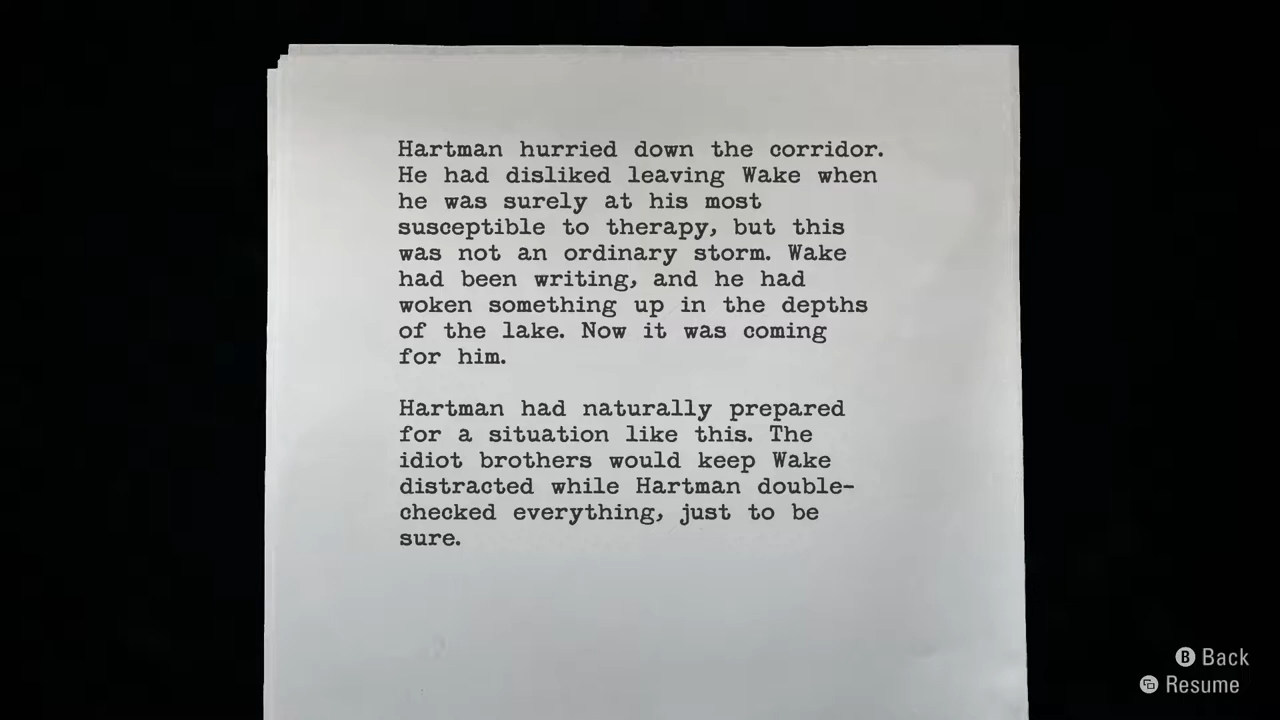 Hartman hurried down the corridor.
He had disliked leaving Wake when
he was surely at his most
susceptible to therapy, but this
was not an ordinary storm. Wake
had been writing, and he had
woken something up in the depths
of the lake. Now it was coming
for him.
Hartman had naturally prepared
for a situation like this. The
idiot brothers would keep Wake
distracted while Hartman double-
checked everything, just to be
sure.
B Back
Resume